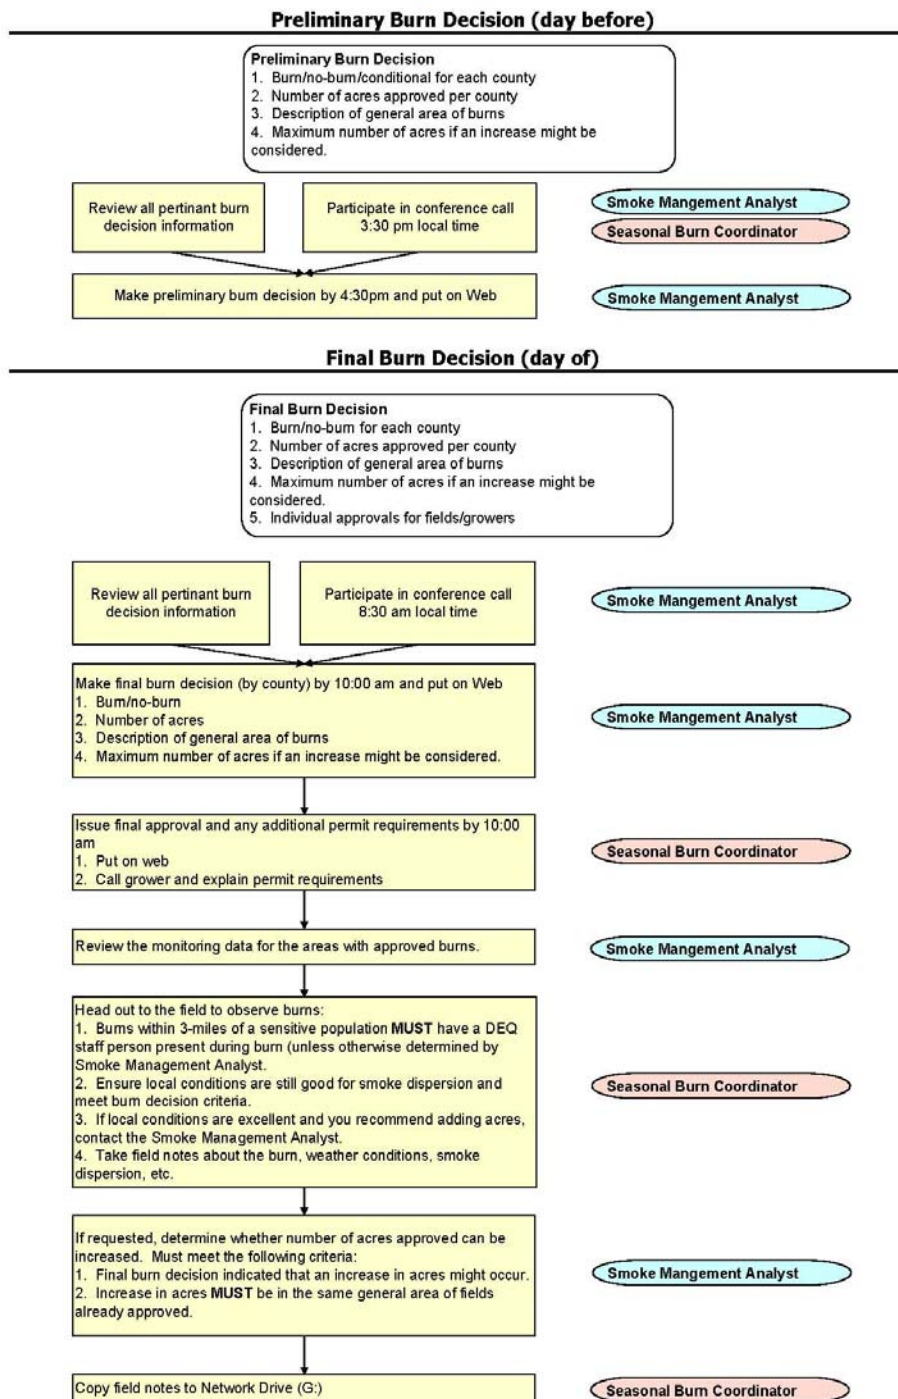 Preliminary Burn Decision (day before)
Preliminary Burn Decision
1. Burn/no-burn/conditional for each county
2. Number of acres approved per county
3. Description of general area of burns
4. Maximum number of acres if an increase might be
considered.
Review all pertinant burn
decision information
Participate in conference call
3:30 pm local time
Smoke Mangement Analyst
Seasonal Burn Coordinator
Make preliminary burn decision by 4:30pm and put on Web
Smoke Mangement Analyst
Final Burn Decision (day of)
Final Burn Decision
1. Burn/no-burn for each county
2. Number of acres approved per county
3. Description of general area of burns
4. Maximum number of acres if an increase might be
considered.
5. Individual approvals for fields/growers
Review all pertinant burn
decision information
Participate in conference call
8:30 am local time
Smoke Mangement Analyst
Make final burn decision (by county) by 10:00 am and put on Web
1. Burn/no-burn
2. Number of acres
3. Description of general area of burns
4. Maximum number of acres if an increase might be considered.
Smoke Mangement Analyst
Issue final approval and any additional permit requirements by 10:00
am
1. Put on web
2. Call grower and explain permit requirements
Seasonal Burn Coordinator
Review the monitoring data for the areas with approved burns.
Smoke Mangement Analyst
Head out to the field to observe burns:
1. Burns within 3-miles of a sensitive population MUST have a DEQ
staff person present during burn (unless otherwise determined by
Smoke Management Analyst.
2. Ensure local conditions are still good for smoke dispersion and
meet burn decision criteria.
3. If local conditions are excellent and you recommend adding acres,
contact the Smoke Management Analyst.
4. Take field notes about the burn, weather conditions, smoke
dispersion, etc.
Seasonal Burn Coordinator
If requested, determine whether number of acres approved can be
increased. Must meet the following criteria:
1. Final burn decision indicated that an increase in acres might occur.
2. Increase in acres MUST be in the same general area of fields
already approved.
Smoke Mangement Analyst
Copy field notes to Network Drive (G:)
Seasonal Burn Coordinator